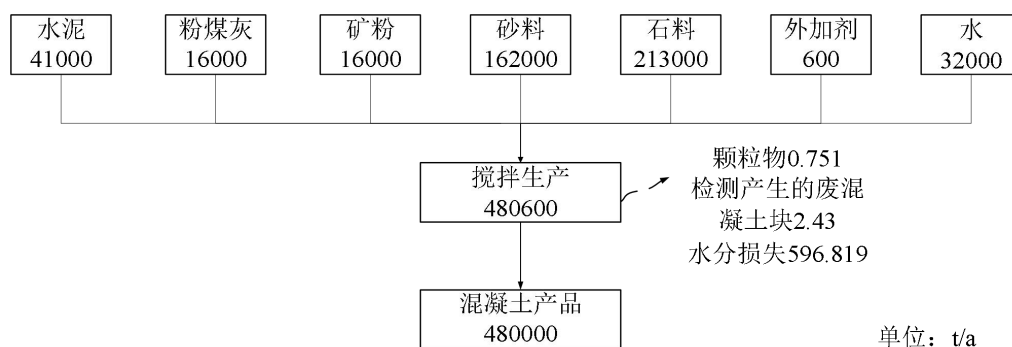 水泥
41000
粉煤灰
16000
矿粉
16000
砂料
162000
石料
213000
外加剂
600
水
32000
搅拌生产
480600
颗粒物0.751
检测产生的废混
凝土块2.43
水分损失596.819
混凝土产品
480000
单位：t/a